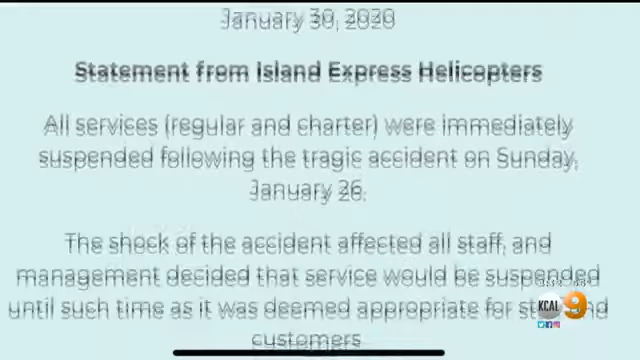 January 30, 2020
Statement from Island Express Helicopters
All services (regular and charter) were immediately
suspended following the tragic accident on Sunday,
January 26.
The shock of the accident affected all staff, and
management decided that service would be suspended
until such time as it was deemed appropriate for and
customers
KCAL 9